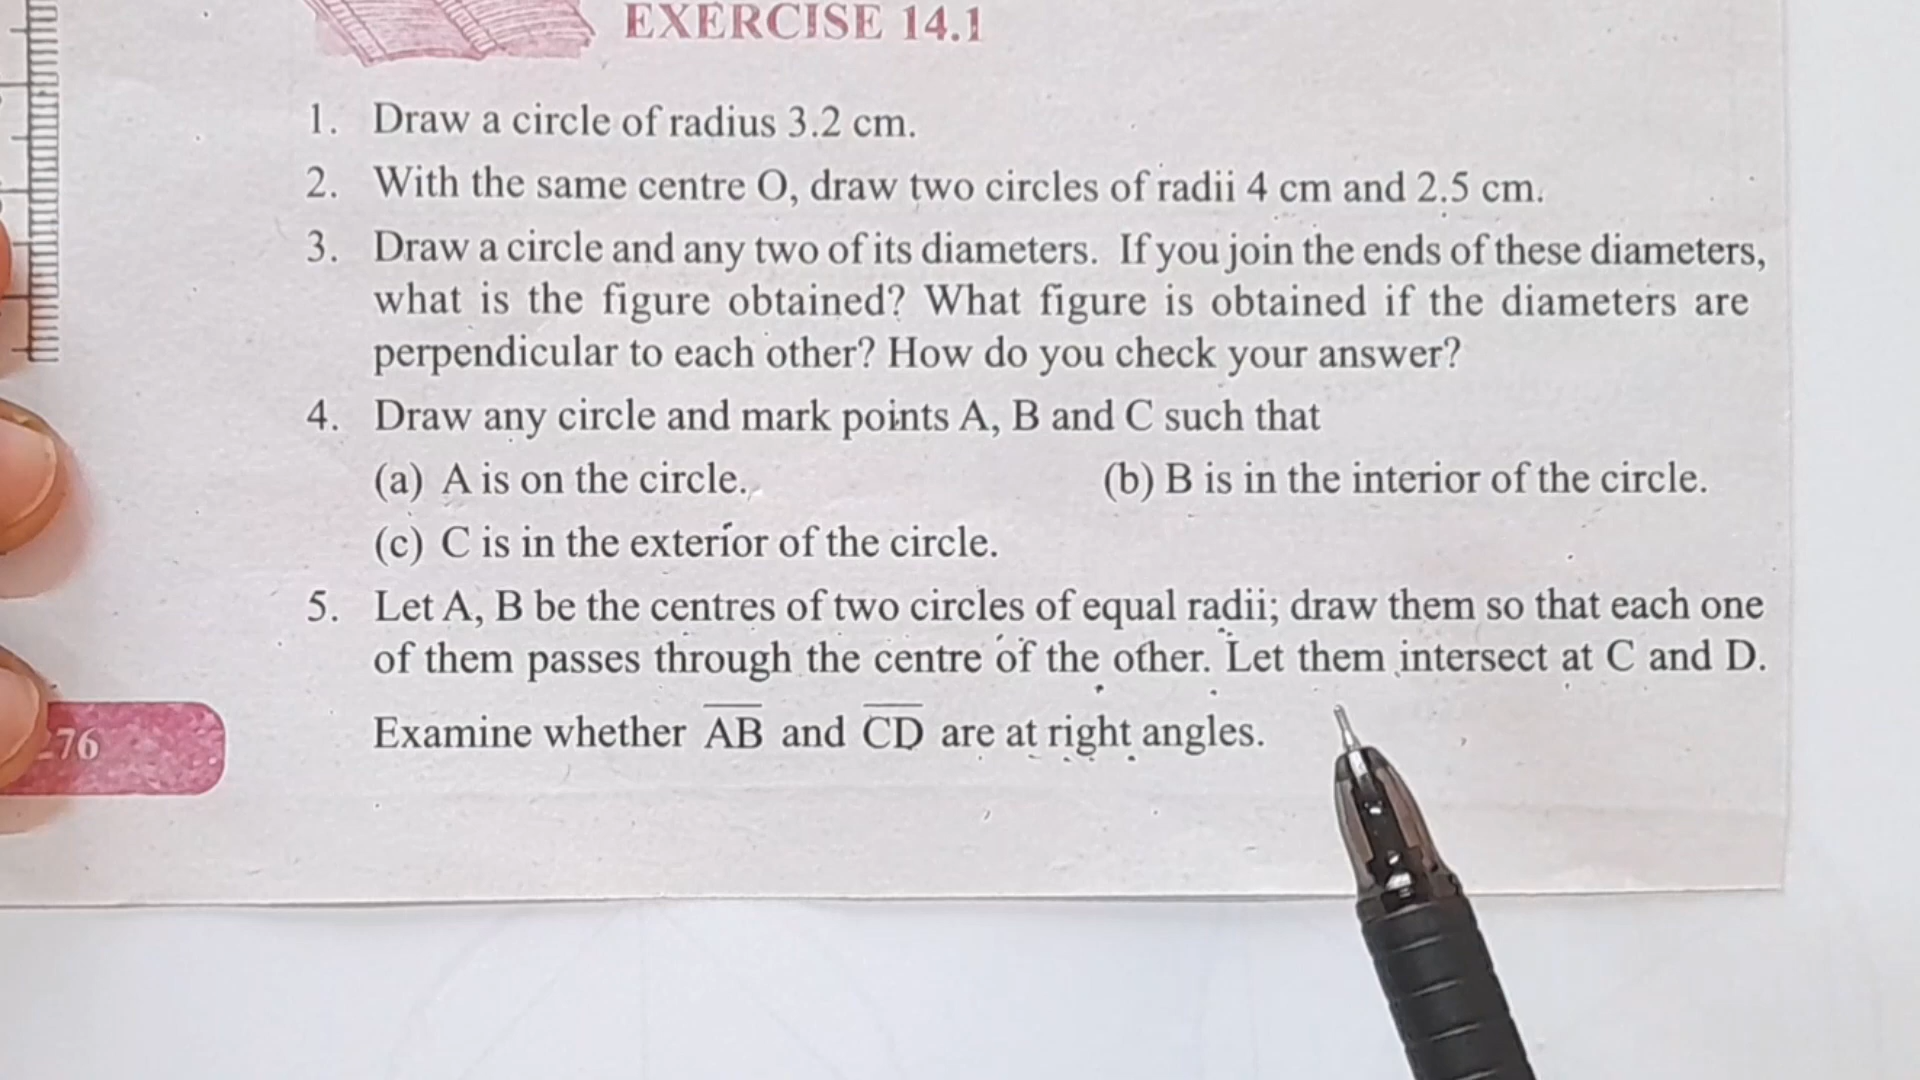 EXERCISE 14.1
1. Draw a circle of radius 3.2 cm.
2. With the same centre O, draw two circles of radii 4 cm and 2.5 cm.
3. Draw a circle and any two of its diameters. If you join the ends of these diameters,
what is the figure obtained? What figure is obtained if the diameters are
perpendicular to each other? How do you check your answer?
4. Draw any circle and mark points A, B and C such that
(a) A is on the circle. (b) B is in the interior of the circle.
(c) C is in the exterior of the circle.
5. Let A, B be the centres of two circles of equal radii; draw them so that each one
of them passes through the centre of the other. Let them intersect at C and D.
Examine whether A̅B̅ and C̅D̅ are at right angles.